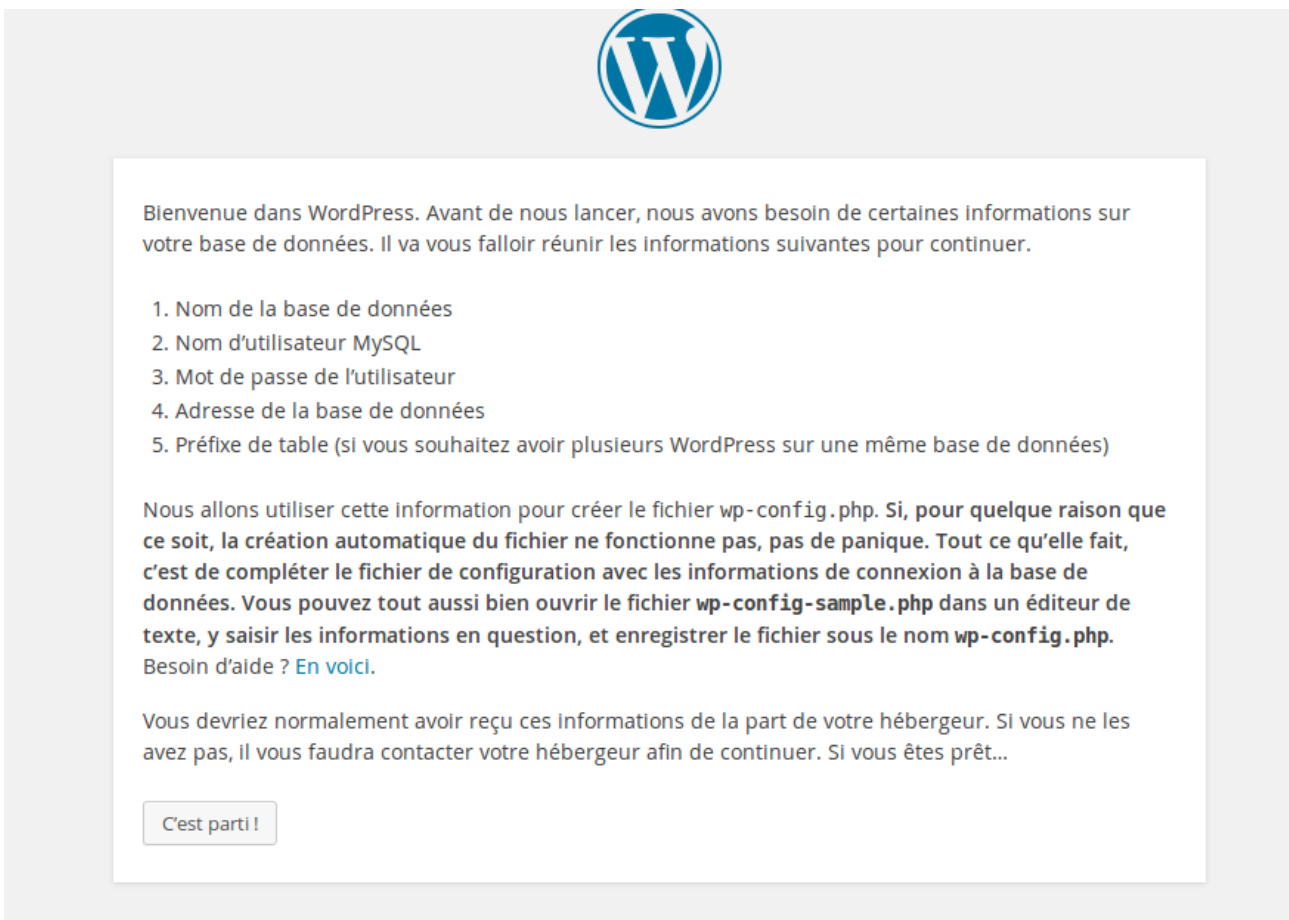 Bienvenue dans WordPress. Avant de nous lancer, nous avons besoin de certaines informations sur
votre base de données. Il va vous falloir réunir les informations suivantes pour continuer.
1. Nom de la base de données
2. Nom d’utilisateur MySQL
3. Mot de passe de l’utilisateur
4. Adresse de la base de données
5. Préfixe de table (si vous souhaitez avoir plusieurs WordPress sur une même base de données)
Nous allons utiliser cette information pour créer le fichier wp-config.php. Si, pour quelque raison que
ce soit, la création automatique du fichier ne fonctionne pas, pas de panique. Tout ce qu’elle fait,
c’est de compléter le fichier de configuration avec les informations de connexion à la base de
données. Vous pouvez tout aussi bien ouvrir le fichier wp-config-sample.php dans un éditeur de
texte, y saisir les informations en question, et enregistrer le fichier sous le nom wp-config.php.
Besoin d’aide ? En voici.
Vous devriez normalement avoir reçu ces informations de la part de votre hébergeur. Si vous ne les
avez pas, il vous faudra contacter votre hébergeur afin de continuer. Si vous êtes prêt…
C’est parti !